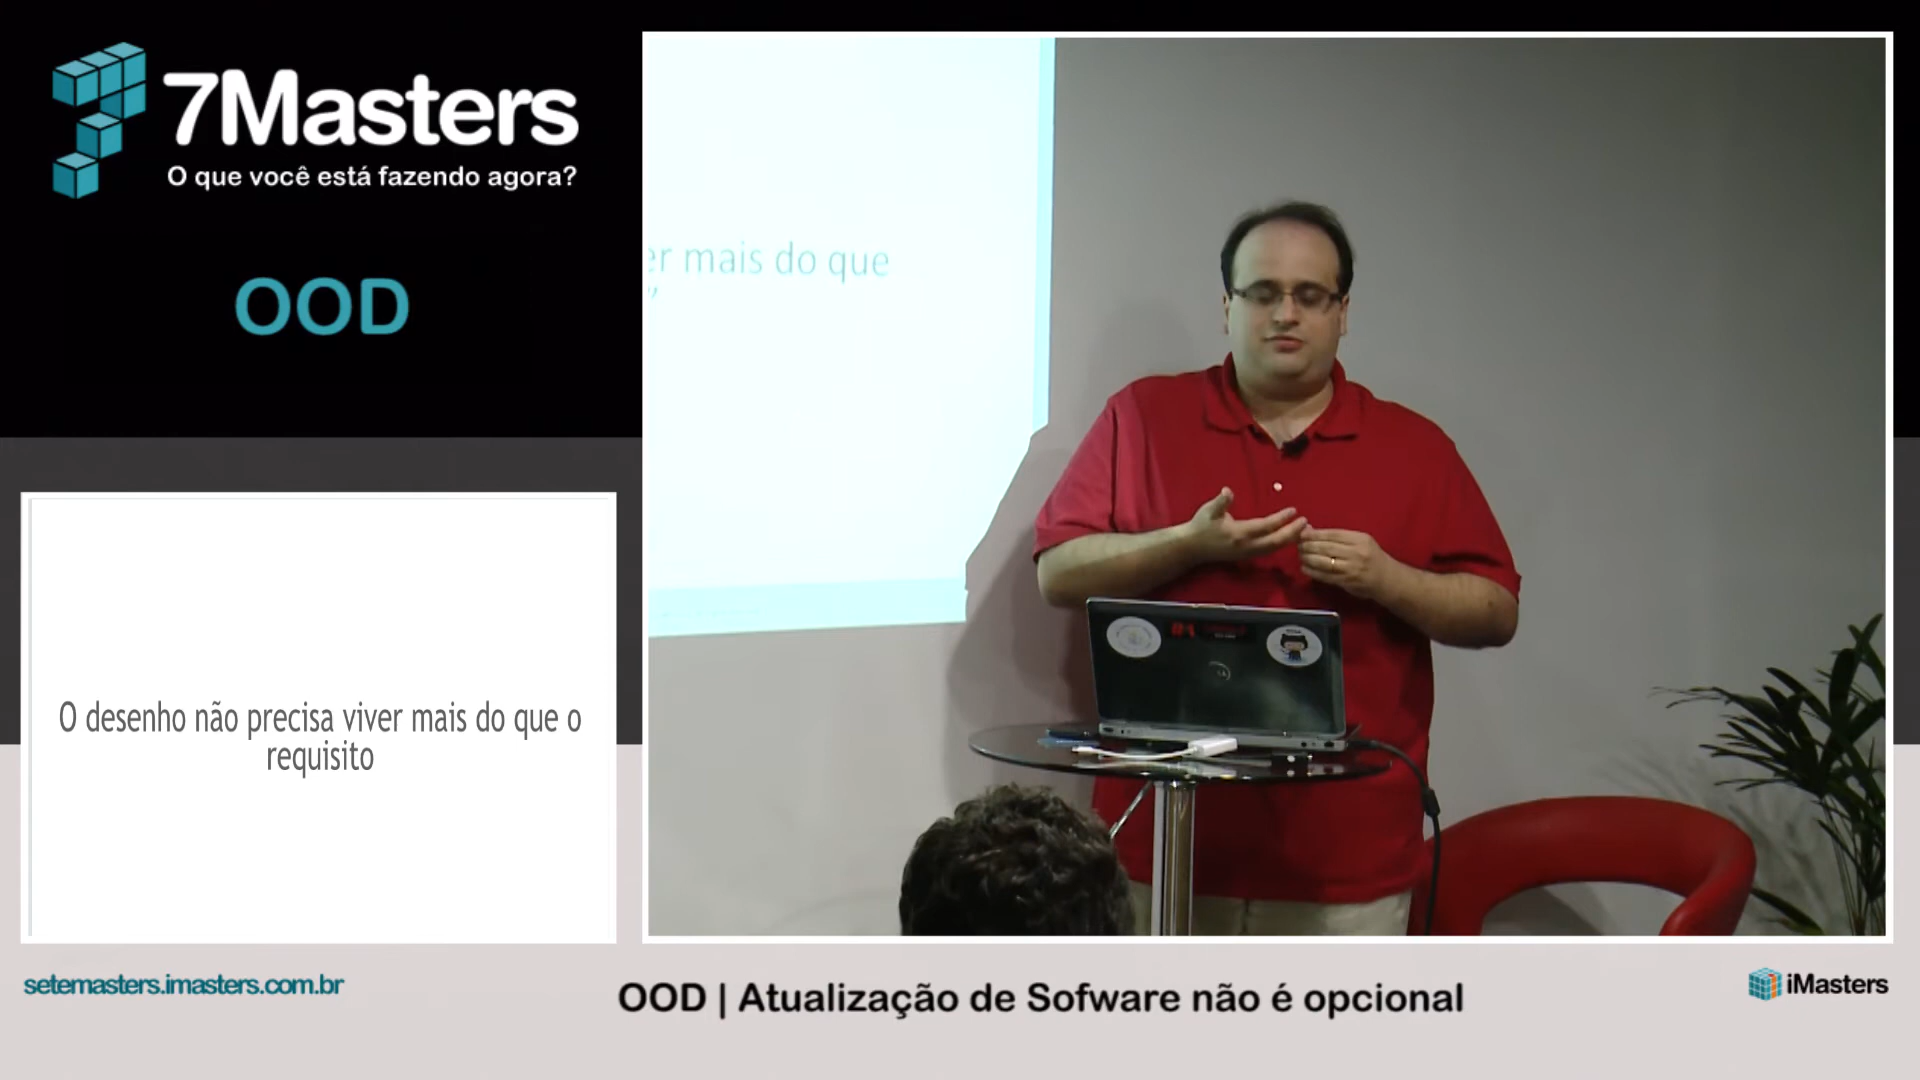 7Masters
O que você está fazendo agora?
OOD
er mais do que
”
O desenho não precisa viver mais do que o
requisito
setemasters.imasters.com.br
OOD | Atualização de Sofware não é opcional
iMasters